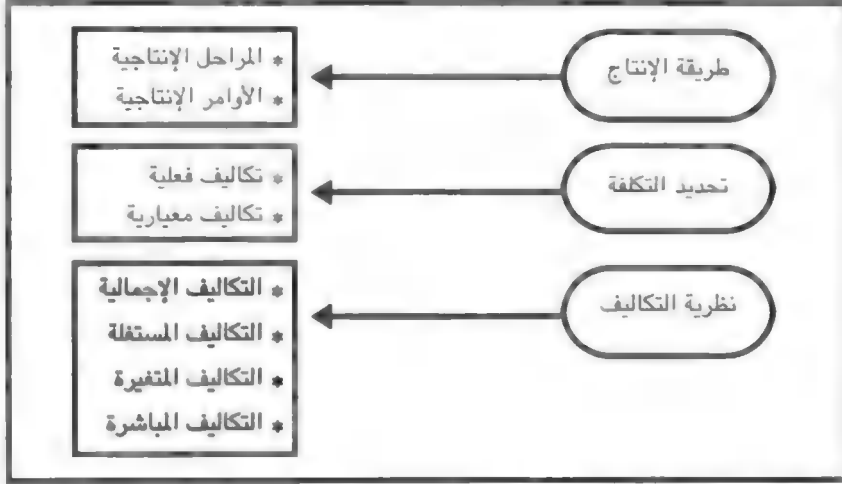 طريقة الإنتاج
* المراحل الإنتاجية
* الأوامر الإنتاجية
تحديد التكلفة
* تكاليف فعلية
* تكاليف معيارية
نظرية التكاليف
* التكاليف الإجمالية
* التكاليف المستغلة
* التكاليف المتغيرة
* التكاليف المباشرة